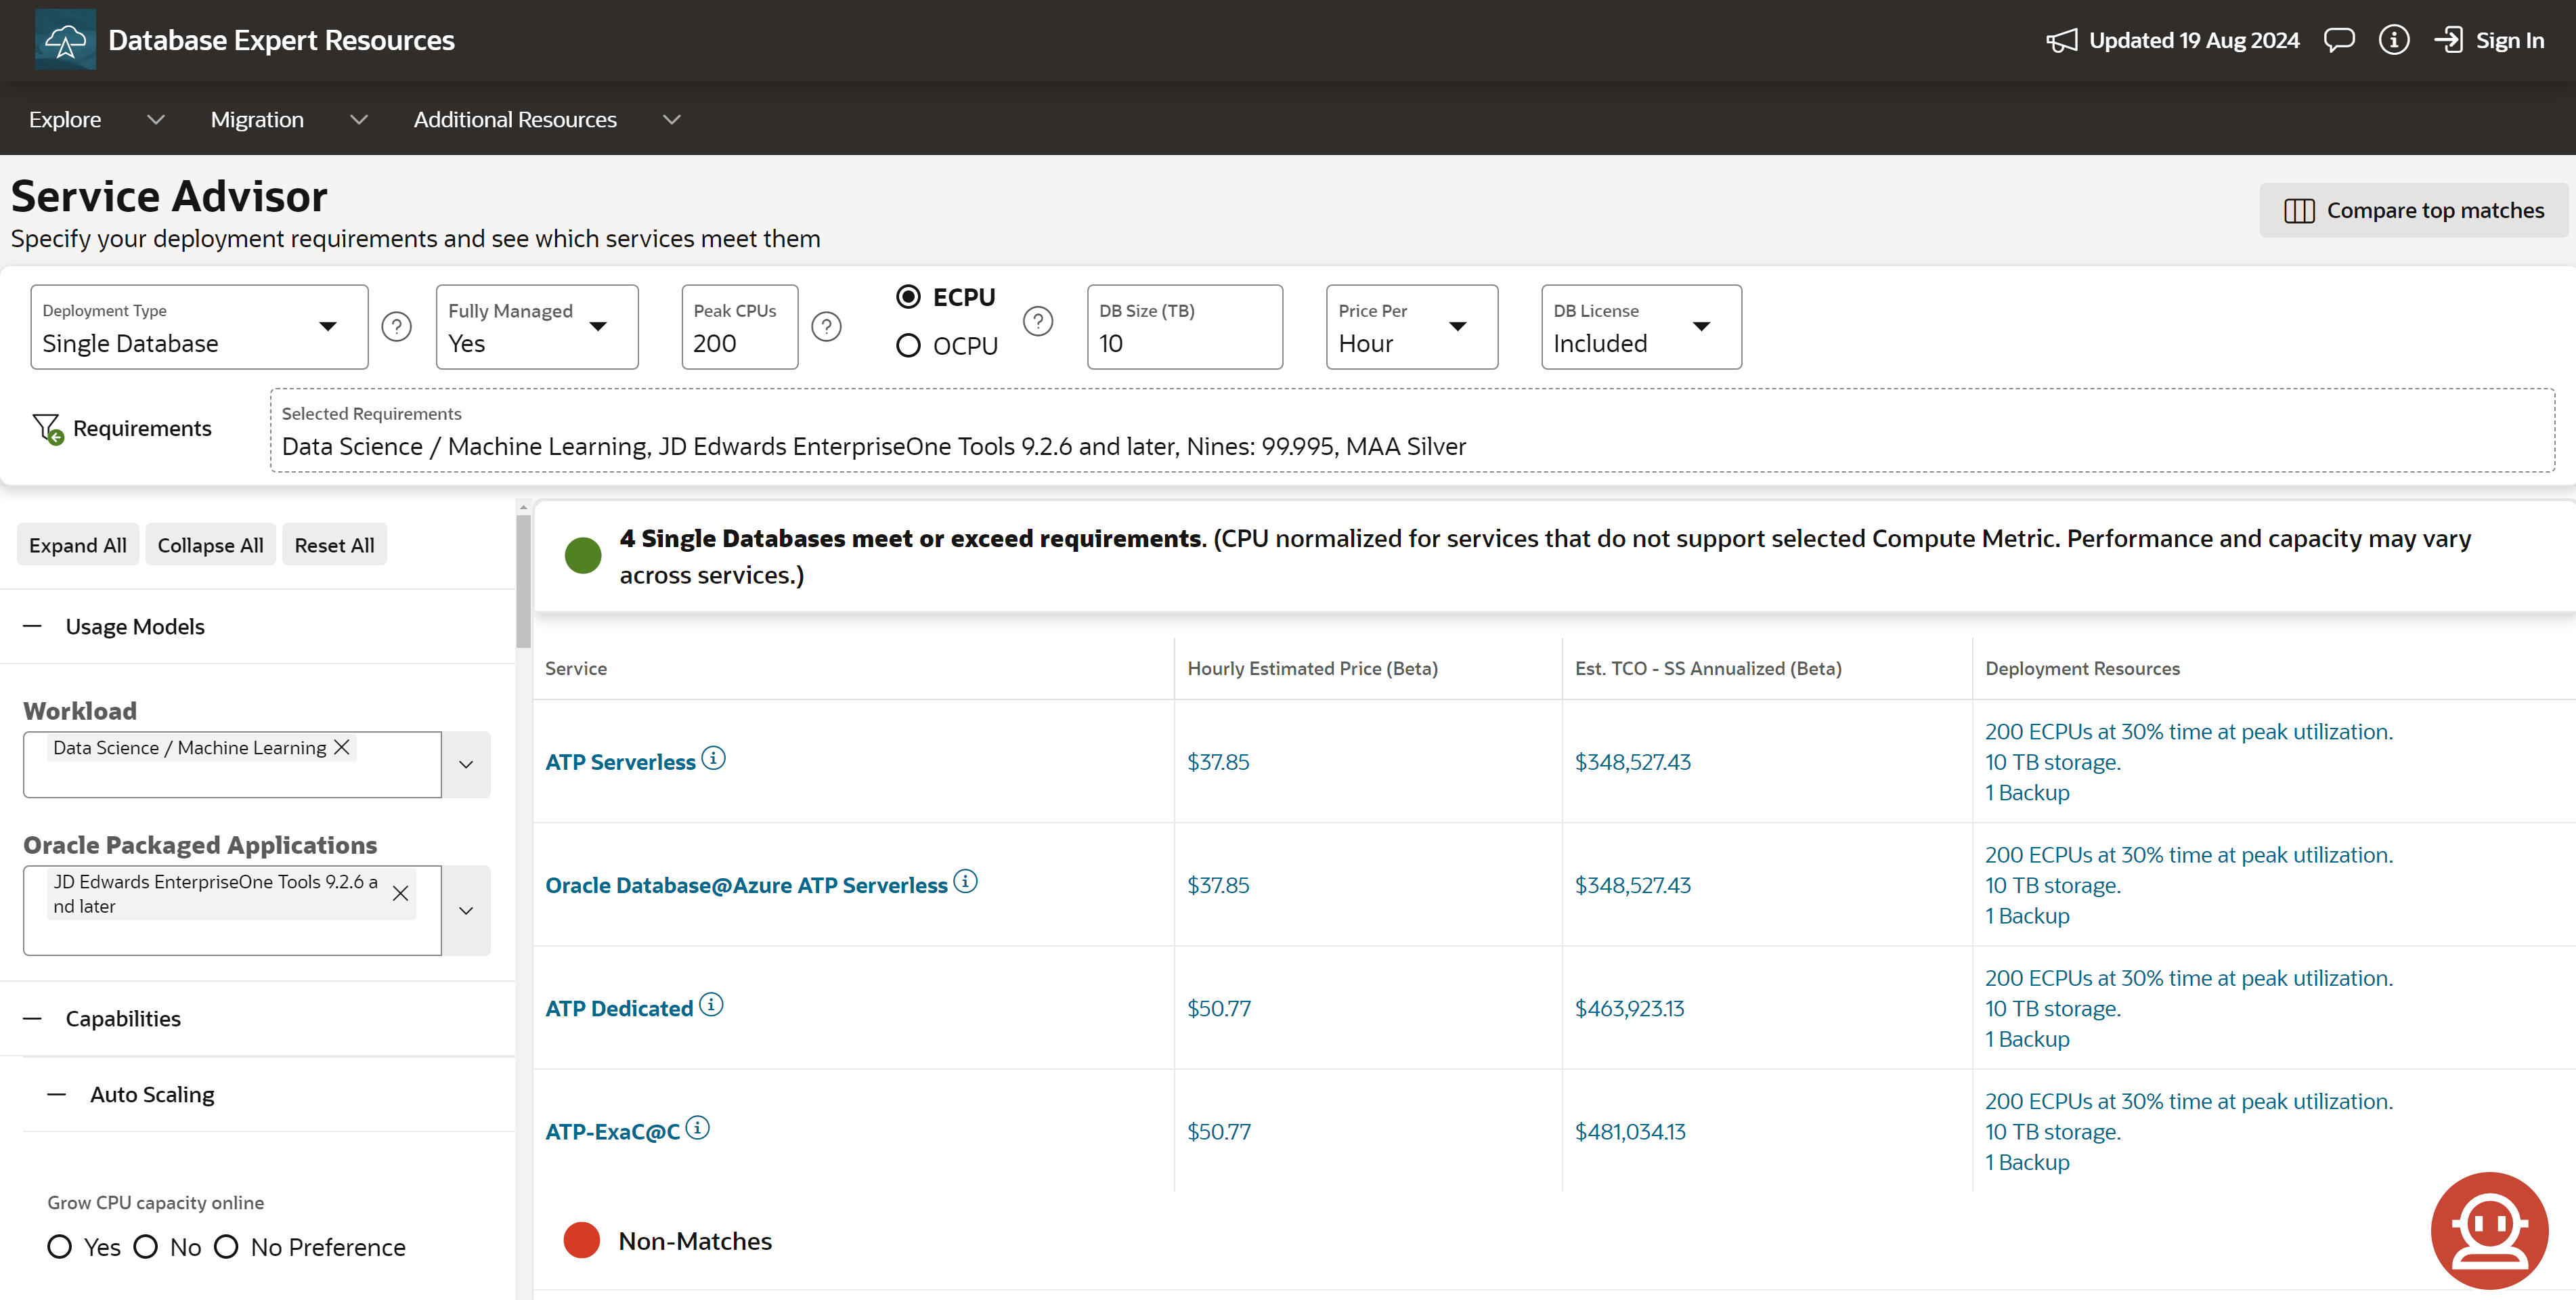 Database Expert Resources
Updated 19 Aug 2024
Sign In
Explore
Migration
Additional Resources
Service Advisor
Specify your deployment requirements and see which services meet them
Compare top matches
Deployment Type
Single Database
Fully Managed
Yes
Peak CPUs
200
ECPU
OCPU
DB Size (TB)
10
Price Per
Hour
DB License
Included
Requirements
Selected Requirements
Data Science / Machine Learning, JD Edwards EnterpriseOne Tools 9.2.6 and later, Nines: 99.995, MAA Silver
Expand All
Collapse All
Reset All
Usage Models
Workload
Data Science / Machine Learning
Oracle Packaged Applications
JD Edwards EnterpriseOne Tools 9.2.6 a
nd later
Capabilities
Auto Scaling
Grow CPU capacity online
Yes
No
No Preference
4 Single Databases meet or exceed requirements. (CPU normalized for services that do not support selected Compute Metric. Performance and capacity may vary
across services.)
Service
Hourly Estimated Price (Beta)
Est. TCO - SS Annualized (Beta)
Deployment Resources
ATP Serverless
$37.85
$348,527.43
200 ECPUs at 30% time at peak utilization.
10 TB storage.
1 Backup
Oracle Database@Azure ATP Serverless
$37.85
$348,527.43
200 ECPUs at 30% time at peak utilization.
10 TB storage.
1 Backup
ATP Dedicated
$50.77
$463,923.13
200 ECPUs at 30% time at peak utilization.
10 TB storage.
1 Backup
ATP-ExaC@C
$50.77
$481,034.13
200 ECPUs at 30% time at peak utilization.
10 TB storage.
1 Backup
Non-Matches